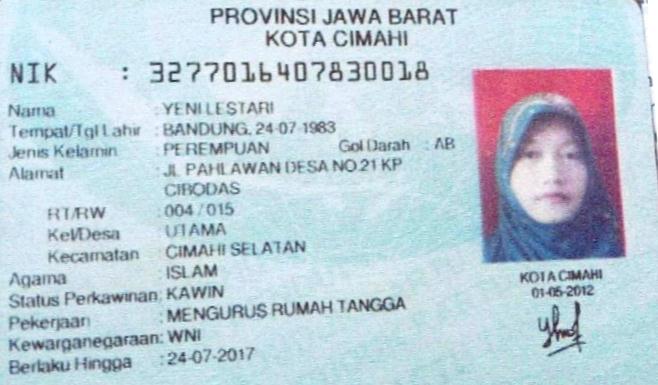 PROVINSI JAWA BARAT
KOTA CIMAHI
NIK : 3277016407830018
Nama : YENI LESTARI
Tempat/Tgl Lahir : BANDUNG, 24-07-1983
Jenis Kelamin : PEREMPUAN Gol Darah : AB
Alamat : JL PAHLAWAN DESA NO.21 KP
CIBODAS
RT/RW : 004 / 015
Kel/Desa : UTAMA
Kecamatan : CIMAHI SELATAN
Agama : ISLAM
Status Perkawinan: KAWIN
Pekerjaan : MENGURUS RUMAH TANGGA
Kewarganegaraan: WNI
Berlaku Hingga : 24-07-2017
KOTA CIMAHI
01-05-2012